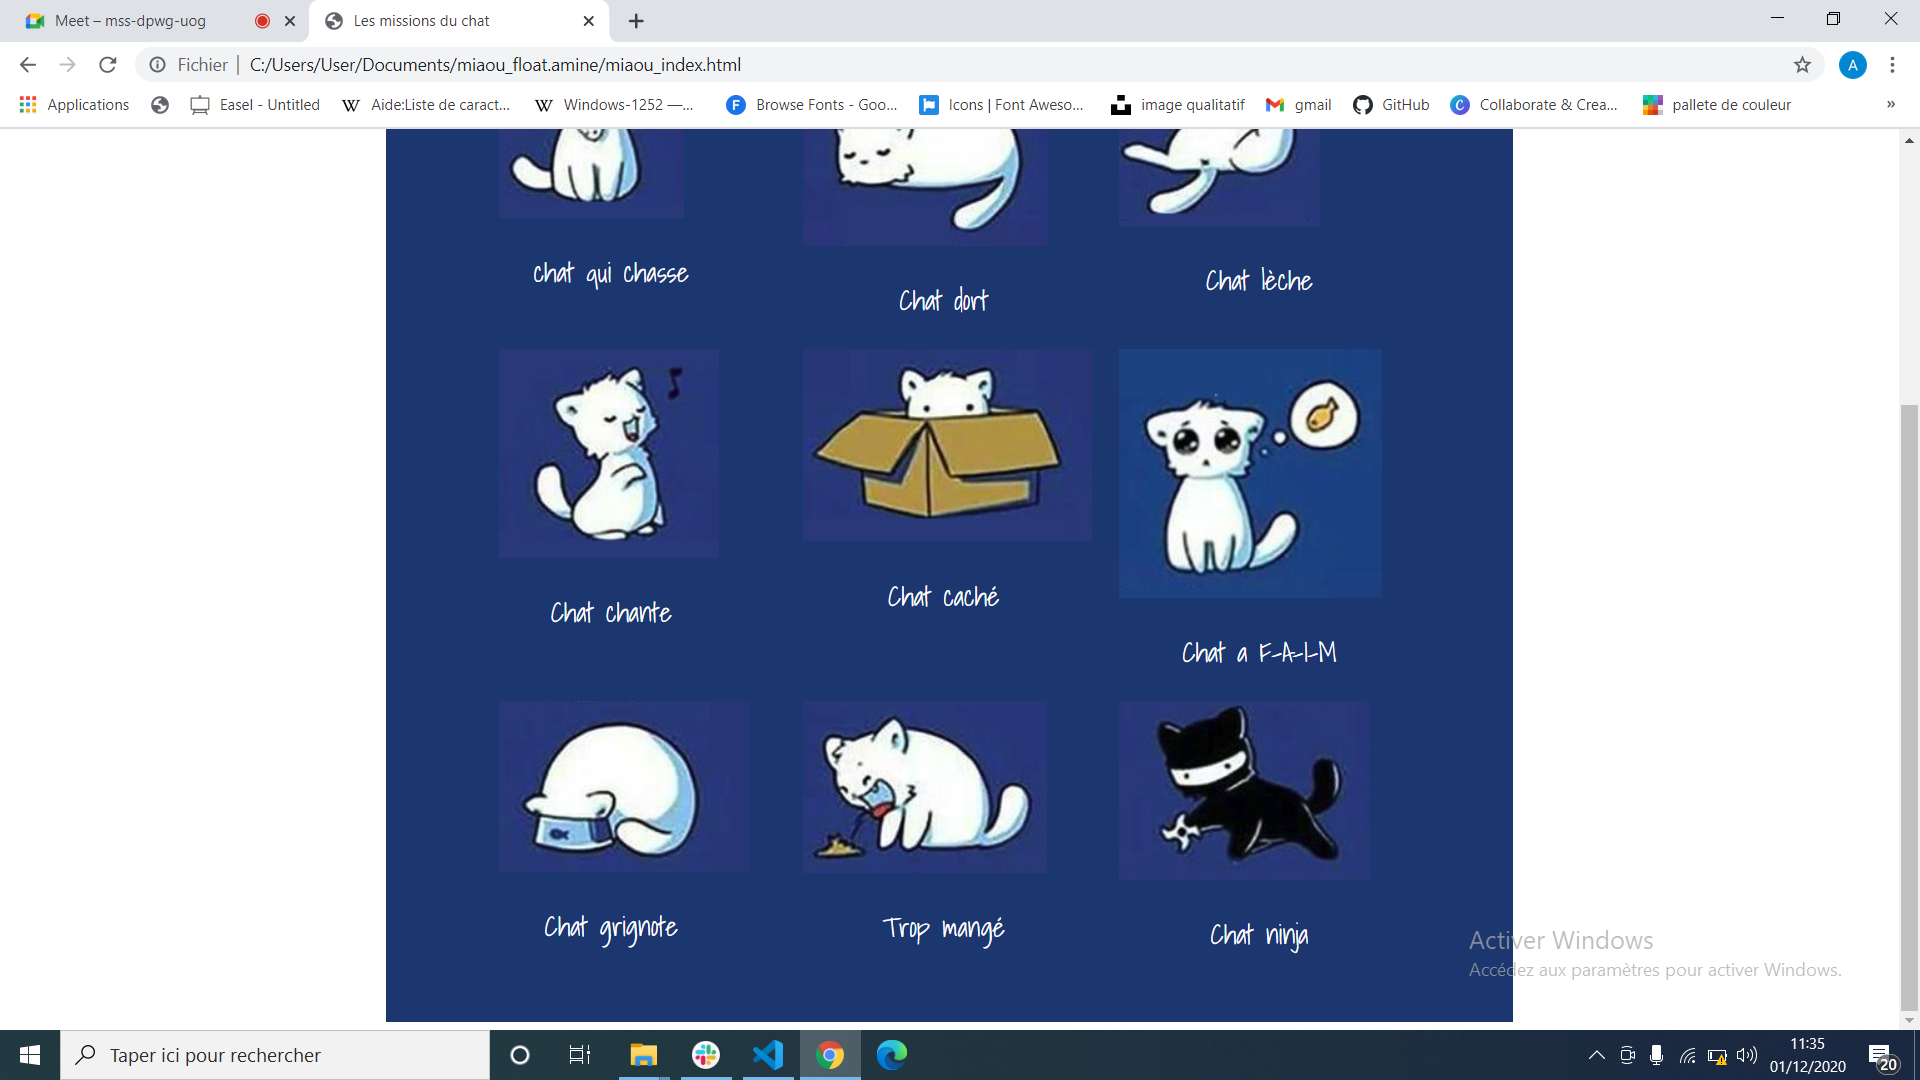 Meet – mss-dpwg-uog
Les missions du chat
Fichier | C:/Users/User/Documents/miaou_float.amine/miaou_index.html
A
Applications
Easel - Untitled
Aide:Liste de caract...
Windows-1252 —...
Browse Fonts - Goo...
Icons | Font Aweso...
image qualitatif
gmail
GitHub
Collaborate & Crea...
pallete de couleur
»
chat qui chasse
Chat dort
Chat lèche
Chat chante
Chat caché
Chat a F-A-I-M
Chat grignote
Trop mangé
Chat ninja
Activer Windows
Accédez aux paramètres pour activer Windows.
Taper ici pour rechercher
11:35
01/12/2020
20